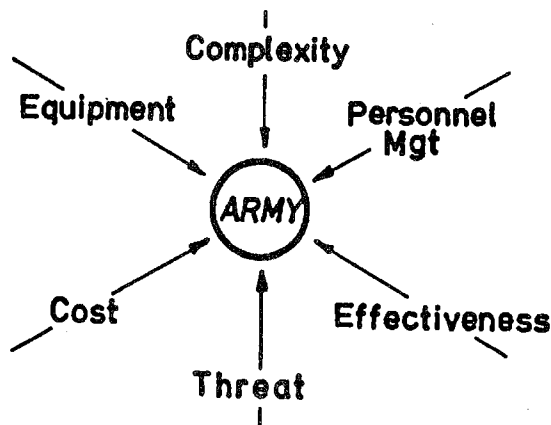 Complexity
Equipment
Personnel
Mgt
ARMY
Cost
Effectiveness
Threat